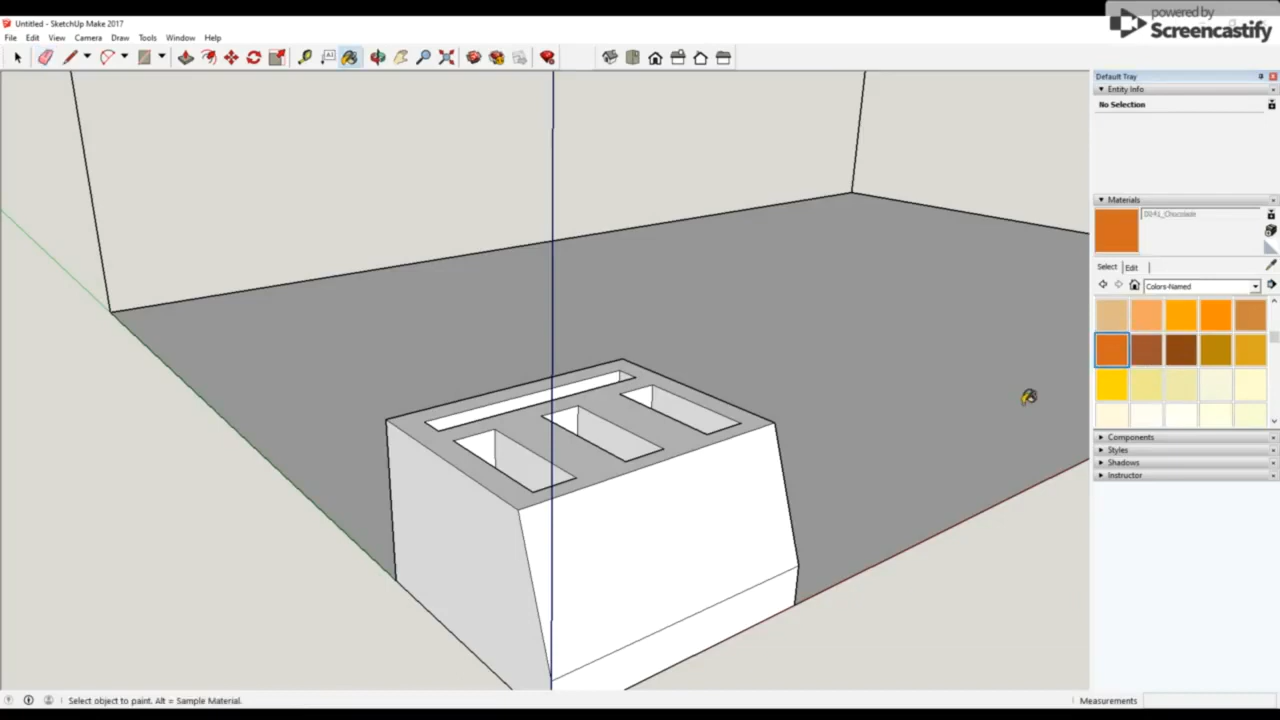 powered by
Screencastify
Untitled - SketchUp Make 2017
File Edit View Camera Draw Tools Window Help
Default Tray
Entity Info
No Selection
Materials
0041_Chocolade
Select Edit
Colors-Named
Components
Styles
Shadows
Instructor
Select object to paint. Alt = Sample Material.
Measurements